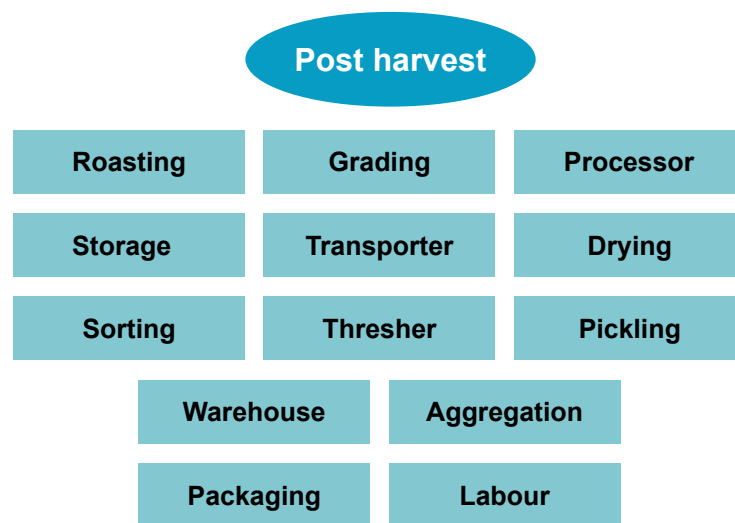 Post harvest
Roasting
Grading
Processor
Storage
Transporter
Drying
Sorting
Thresher
Pickling
Warehouse
Aggregation
Packaging
Labour